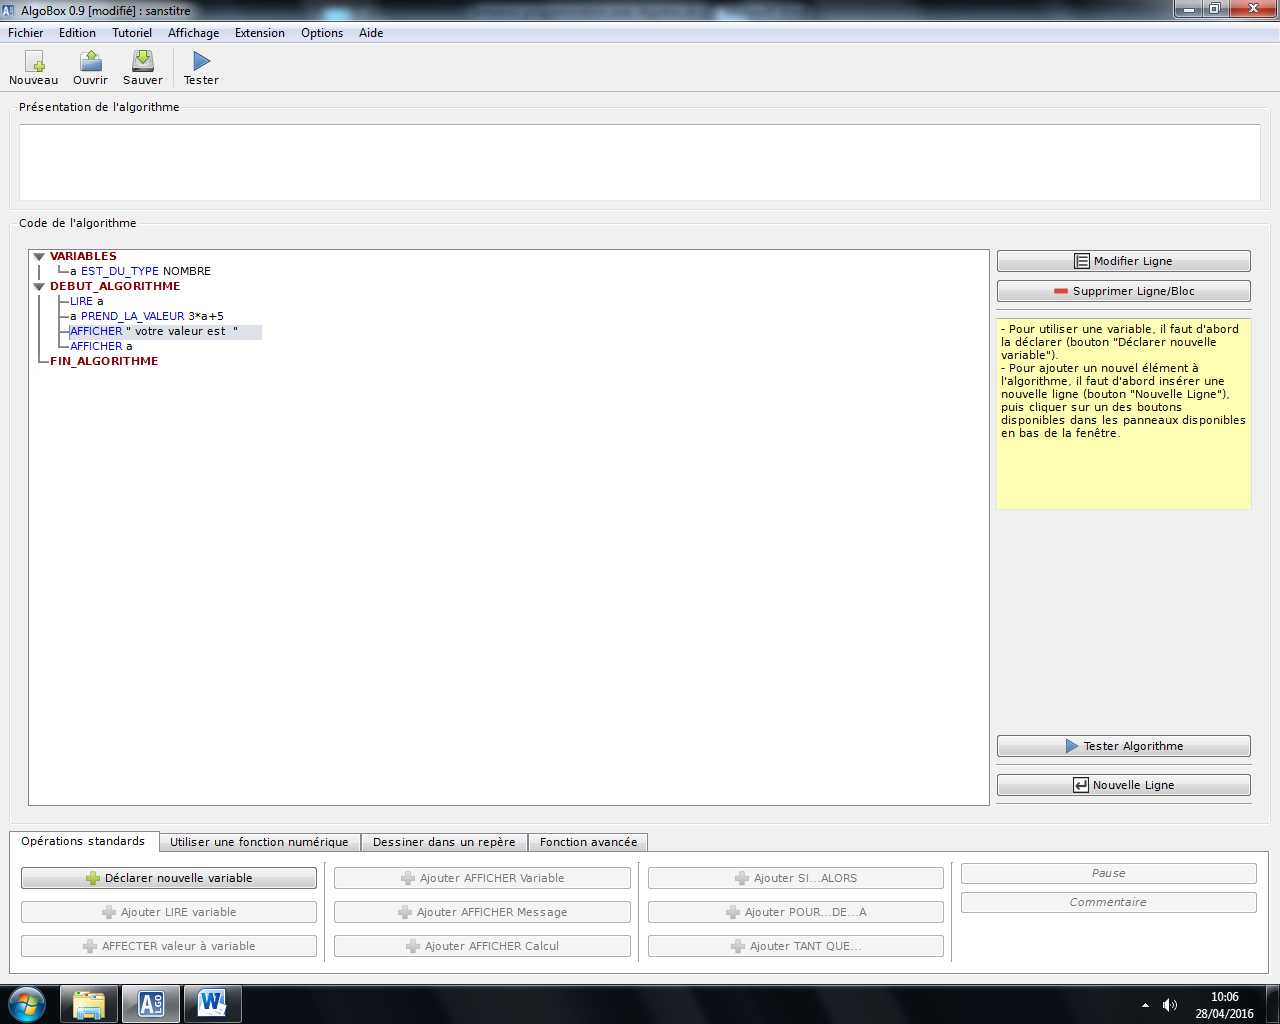 AlgoBox 0.9 [modifié] : sanstitre
Fichier Edition Tutoriel Affichage Extension Options Aide
Nouveau Ouvrir Sauver Tester
Présentation de l'algorithme
Code de l'algorithme
VARIABLES
a EST_DU_TYPE NOMBRE
DEBUT_ALGORITHME
LIRE a
a PREND_LA_VALEUR 3*a+5
AFFICHER " votre valeur est  "
AFFICHER a
FIN_ALGORITHME
Modifier Ligne
Supprimer Ligne/Bloc
- Pour utiliser une variable, il faut d'abord
la déclarer (bouton "Déclarer nouvelle
variable").
- Pour ajouter un nouvel élément à
l'algorithme, il faut d'abord insérer une
nouvelle ligne (bouton "Nouvelle Ligne"),
puis cliquer sur un des boutons
disponibles dans les panneaux disponibles
en bas de la fenêtre.
Tester Algorithme
Nouvelle Ligne
Opérations standards Utiliser une fonction numérique Dessiner dans un repère Fonction avancée
Déclarer nouvelle variable
Ajouter LIRE variable
AFFECTER valeur à variable
Ajouter AFFICHER Variable
Ajouter AFFICHER Message
Ajouter AFFICHER Calcul
Ajouter SI...ALORS
Ajouter POUR...DE...A
Ajouter TANT QUE...
Pause
Commentaire
ALGO
W
10:06
28/04/2016